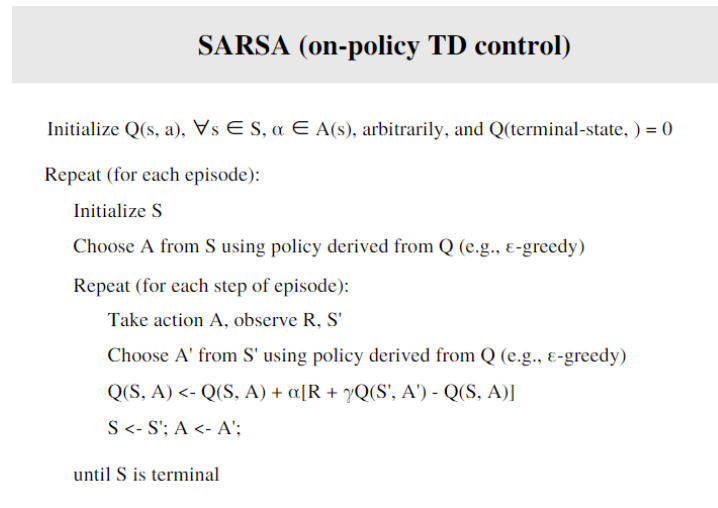 SARSA (on-policy TD control)
Initialize Q(s, a), ∀s ∈ S, α ∈ A(s), arbitrarily, and Q(terminal-state, ) = 0
Repeat (for each episode):
Initialize S
Choose A from S using policy derived from Q (e.g., ε-greedy)
Repeat (for each step of episode):
Take action A, observe R, S'
Choose A' from S' using policy derived from Q (e.g., ε-greedy)
Q(S, A) <- Q(S, A) + α[R + γQ(S', A') - Q(S, A)]
S <- S'; A <- A';
until S is terminal